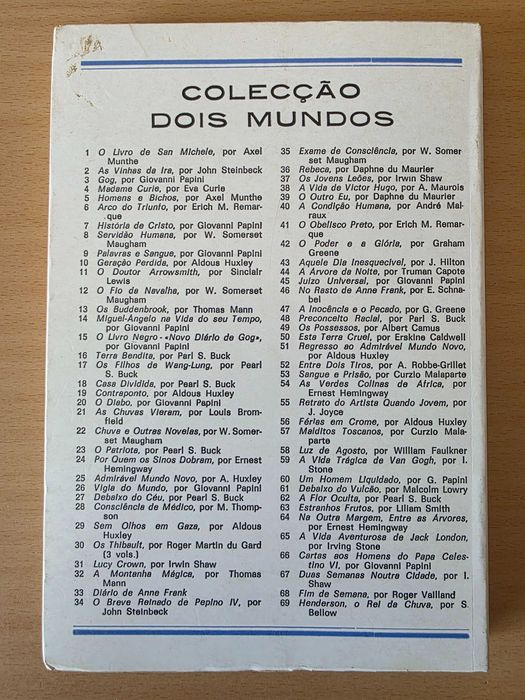 COLECÇÃO
DOIS MUNDOS
1 O Livro de San Michele, por Axel
Munthe
2 As Vinhas da Ira, por John Steinbeck
3 Gog, por Giovanni Papini
4 Madame Curie, por Eva Curie
5 Homens e Bichos, por Axel Munthe
6 Arco do Triunfo, por Erich M. Remar-
que
7 História de Cristo, por Giovanni Papini
8 Servidão Humana, por W. Somerset
Maugham
9 Palavras e Sangue, por Giovanni Papini
10 Geração Perdida, por Aldous Huxley
11 O Doutor Arrowsmith, por Sinclair
Lewis
12 O Fio da Navalha, por W. Somerset
Maugham
13 Os Buddenbrook, por Thomas Mann
14 Miguel-Ângelo na Vida do seu Tempo,
por Giovanni Papini
15 O Livro Negro - «Novo Diário de Gog»,
por Giovanni Papini
16 Terra Bendita, por Parl S. Buck
17 Os Filhos de Wang-Lung, por Pearl
S. Buck
18 Casa Dividida, por Pearl S. Buck
19 Contraponto, por Aldous Huxley
20 O Diabo, por Giovanni Papini
21 As Chuvas Vieram, por Louis Brom-
field
22 Chuva e Outras Novelas, por W. Somer-
set Maugham
23 O Patriota, por Pearl S. Buck
24 Por Quem os Sinos Dobram, por Ernest
Hemingway
25 Admirável Mundo Novo, por A. Huxley
26 Vigia do Mundo, por Giovanni Papini
27 Debaixo do Céu, por Pearl S. Buck
28 Consciência de Médico, por M. Thomp-
son
29 Sem Olhos em Gaza, por Aldous
Huxley
30 Os Thibault, por Roger Martin du Gard
(3 vols.)
31 Lucy Crown, por Irwin Shaw
32 A Montanha Mágica, por Thomas
Mann
33 Diário de Anne Frank
34 O Breve Reinado de Pepino IV, por
John Steinbeck
35 Exame de Consciência, por W. Somer
set Maugham
36 Rebeca, por Daphne du Maurier
37 Os Jovens Leões, por Irwin Shaw
38 A Vida de Victor Hugo, por A. Maurois
39 O Outro Eu, por Daphne du Maurier
40 A Condição Humana, por André Mal-
raux
41 O Obelisco Preto, por Erich M. Remar-
que
42 O Poder e a Glória, por Graham
Greene
43 Aquele Dia Inesquecível, por J. Hilton
44 A Árvore da Noite, por Truman Capote
45 Juízo Universal, por Giovanni Papini
46 No Rasto de Anne Frank, por E. Schna-
bel
47 A Inocência e o Pecado, por G. Greene
48 Preconceito Racial, por Parl S. Buck
49 Os Possessos, por Albert Camus
50 Esta Terra Cruel, por Erskine Caldwell
51 Regresso ao Admirável Mundo Novo,
por Aldous Huxley
52 Entre Dois Tiros, por A. Robbe-Grillet
53 Sangue e Prisão, por Curzio Malaparte
54 As Verdes Colinas de África, por
Ernest Hemingway
55 Retrato do Artista Quando Jovem, por
J. Joyce
56 Férias em Crome, por Aldous Huxley
57 Malditos Toscanos, por Curzio Mala-
parte
58 Luz de Agosto, por William Faulkner
59 A Vida Trágica de Van Gogh, por I.
Stone
60 Um Homem Liquidado, por G. Papini
61 Debaixo do Vulcão, por Malcolm Lowry
62 A Flor Oculta, por Pearl S. Buck
63 Estranhos Frutos, por Liliam Smith
64 Na Outra Margem, Entre as Árvores,
por Ernest Hemingway
65 A Vida Aventurosa de Jack London,
por Irving Stone
66 Cartas aos Homens do Papa Celes-
tino VI, por Giovanni Papini
67 Duas Semanas Noutra Cidade, por I.
Shaw
68 Fim de Semana, por Roger Vailland
69 Henderson, o Rei da Chuva, por S.
Bellow